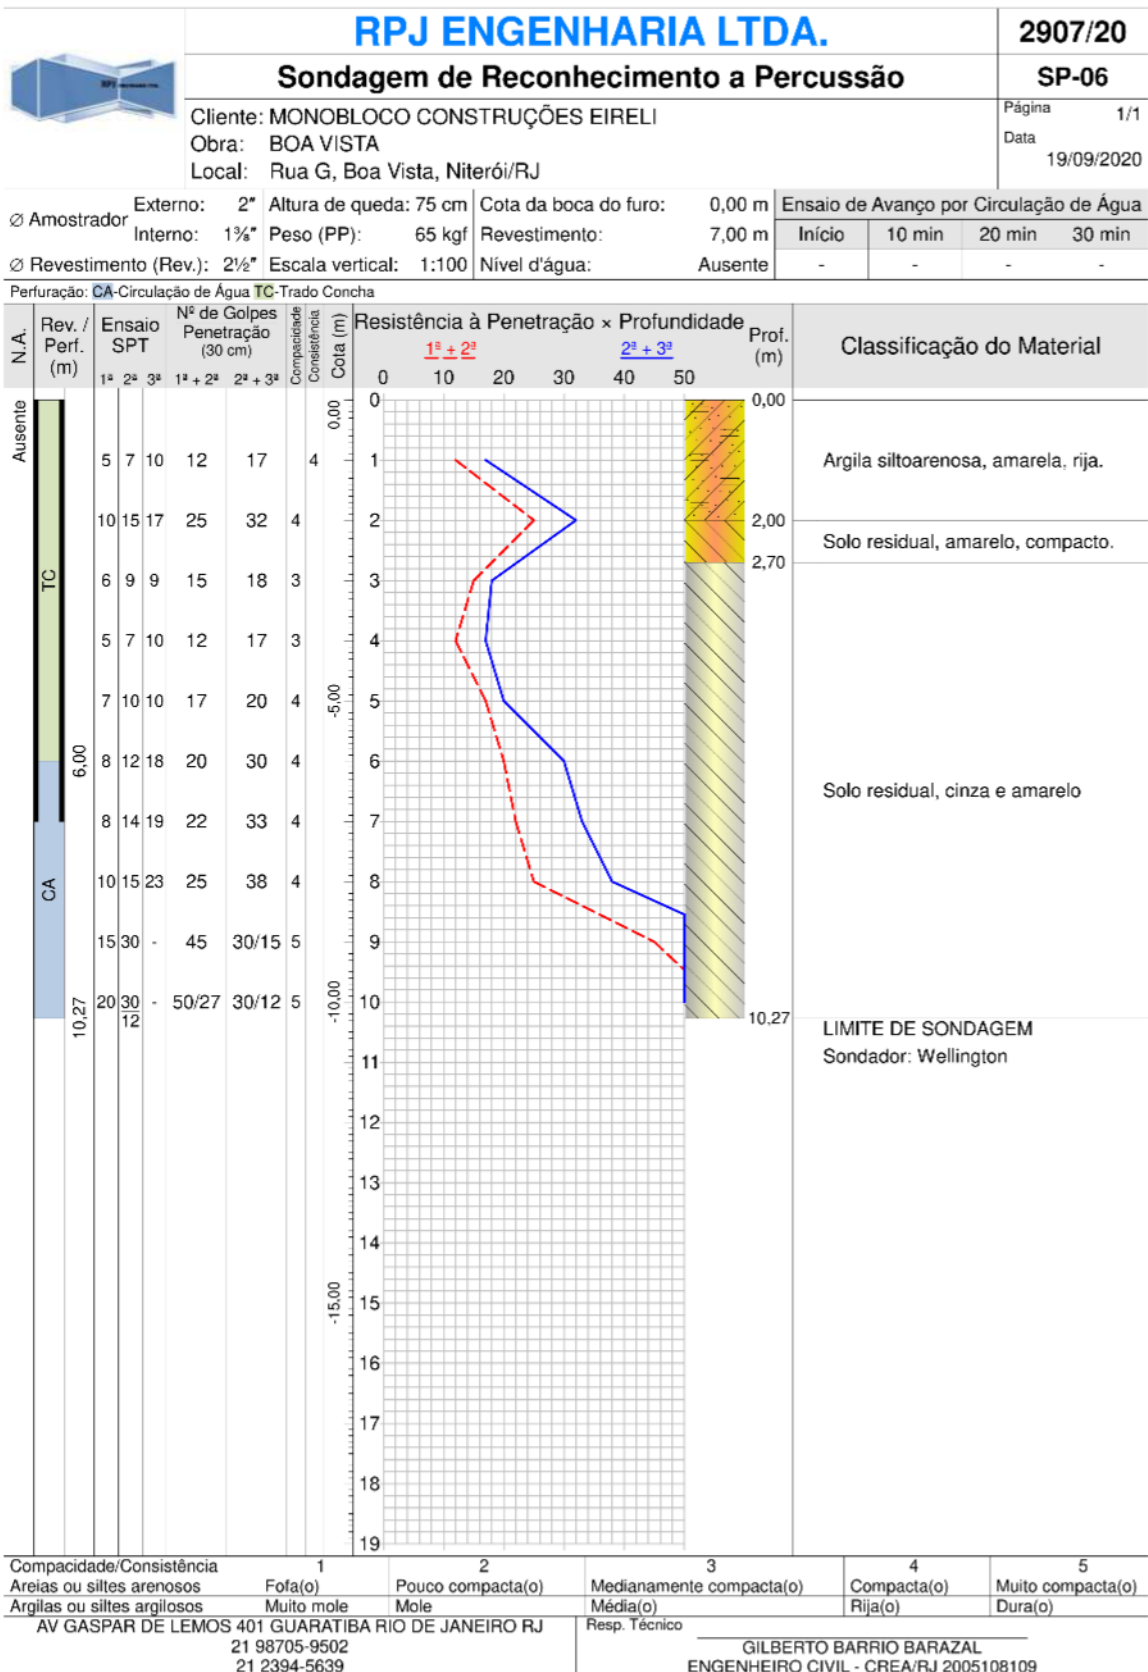 RPJ ENGENHARIA LTDA.
2907/20
Sondagem de Reconhecimento a Percussão
SP-06
Cliente: MONOBLOCO CONSTRUÇÕES EIRELI
Obra: BOA VISTA
Local: Rua G, Boa Vista, Niterói/RJ
Página 1/1
Data
19/09/2020
Ø Amostrador Externo: 2" Altura de queda: 75 cm Cota da boca do furo: 0,00 m Ensaio de Avanço por Circulação de Água
Interno: 1⅜" Peso (PP): 65 kgf Revestimento: 7,00 m Início 10 min 20 min 30 min
Ø Revestimento (Rev.): 2½" Escala vertical: 1:100 Nível d'água: Ausente - - - -
Perfuração: CA-Circulação de Água TC-Trado Concha
N.A.
Rev. / Perf. (m)
Ensaio SPT
1ª 2ª 3ª
Nº de Golpes
Penetração
(30 cm)
1ª + 2ª 2ª + 3ª
Compacidade
Consistência
Cota (m)
Resistência à Penetração × Profundidade
1ª + 2ª 2ª + 3ª
0 10 20 30 40 50
Prof. (m)
Classificação do Material
Ausente
0,00 0 0,00
5 7 10 12 17 4 1 Argila siltoarenosa, amarela, rija.
10 15 17 25 32 4 2 2,00
Solo residual, amarelo, compacto.
2,70
TC 6 9 9 15 18 3 3
5 7 10 12 17 3 4
7 10 10 17 20 4 -5,00 5
6,00 8 12 18 20 30 4 6
Solo residual, cinza e amarelo
8 14 19 22 33 4 7
CA 10 15 23 25 38 4 8
15 30 - 45 30/15 5 9
10,27 20 30/12 - 50/27 30/12 5 -10,00 10 10,27
LIMITE DE SONDAGEM
Sondador: Wellington
11
12
13
14
-15,00 15
16
17
18
19
Compacidade/Consistência 1 2 3 4 5
Areias ou siltes arenosos Fofa(o) Pouco compacta(o) Medianamente compacta(o) Compacta(o) Muito compacta(o)
Argilas ou siltes argilosos Muito mole Mole Média(o) Rija(o) Dura(o)
AV GASPAR DE LEMOS 401 GUARATIBA RIO DE JANEIRO RJ
21 98705-9502
21 2394-5639
Resp. Técnico
GILBERTO BARRIO BARAZAL
ENGENHEIRO CIVIL - CREA/RJ 2005108109